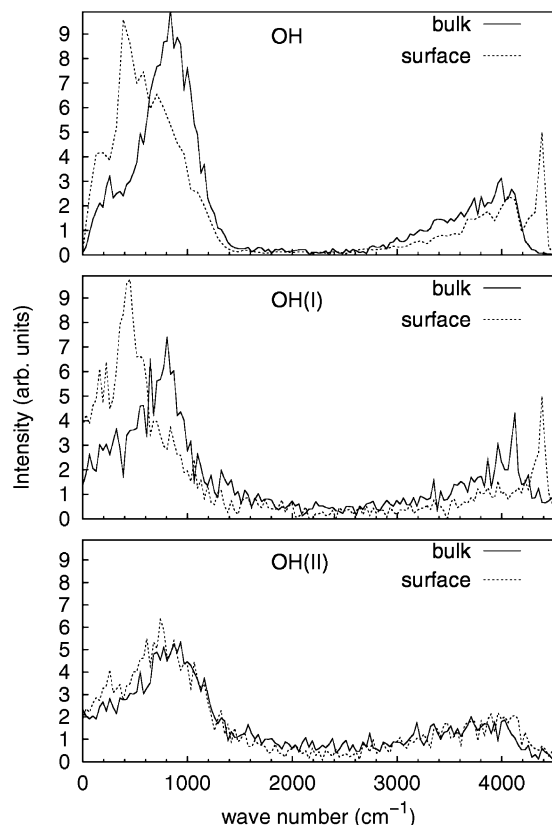 OH
bulk
surface
9
8
7
6
5
4
3
2
1
0
OH(I)
bulk
surface
9
8
7
6
5
4
3
2
1
0
Intensity (arb. units)
OH(II)
bulk
surface
9
8
7
6
5
4
3
2
1
0
0 1000 2000 3000 4000
wave number (cm⁻¹)